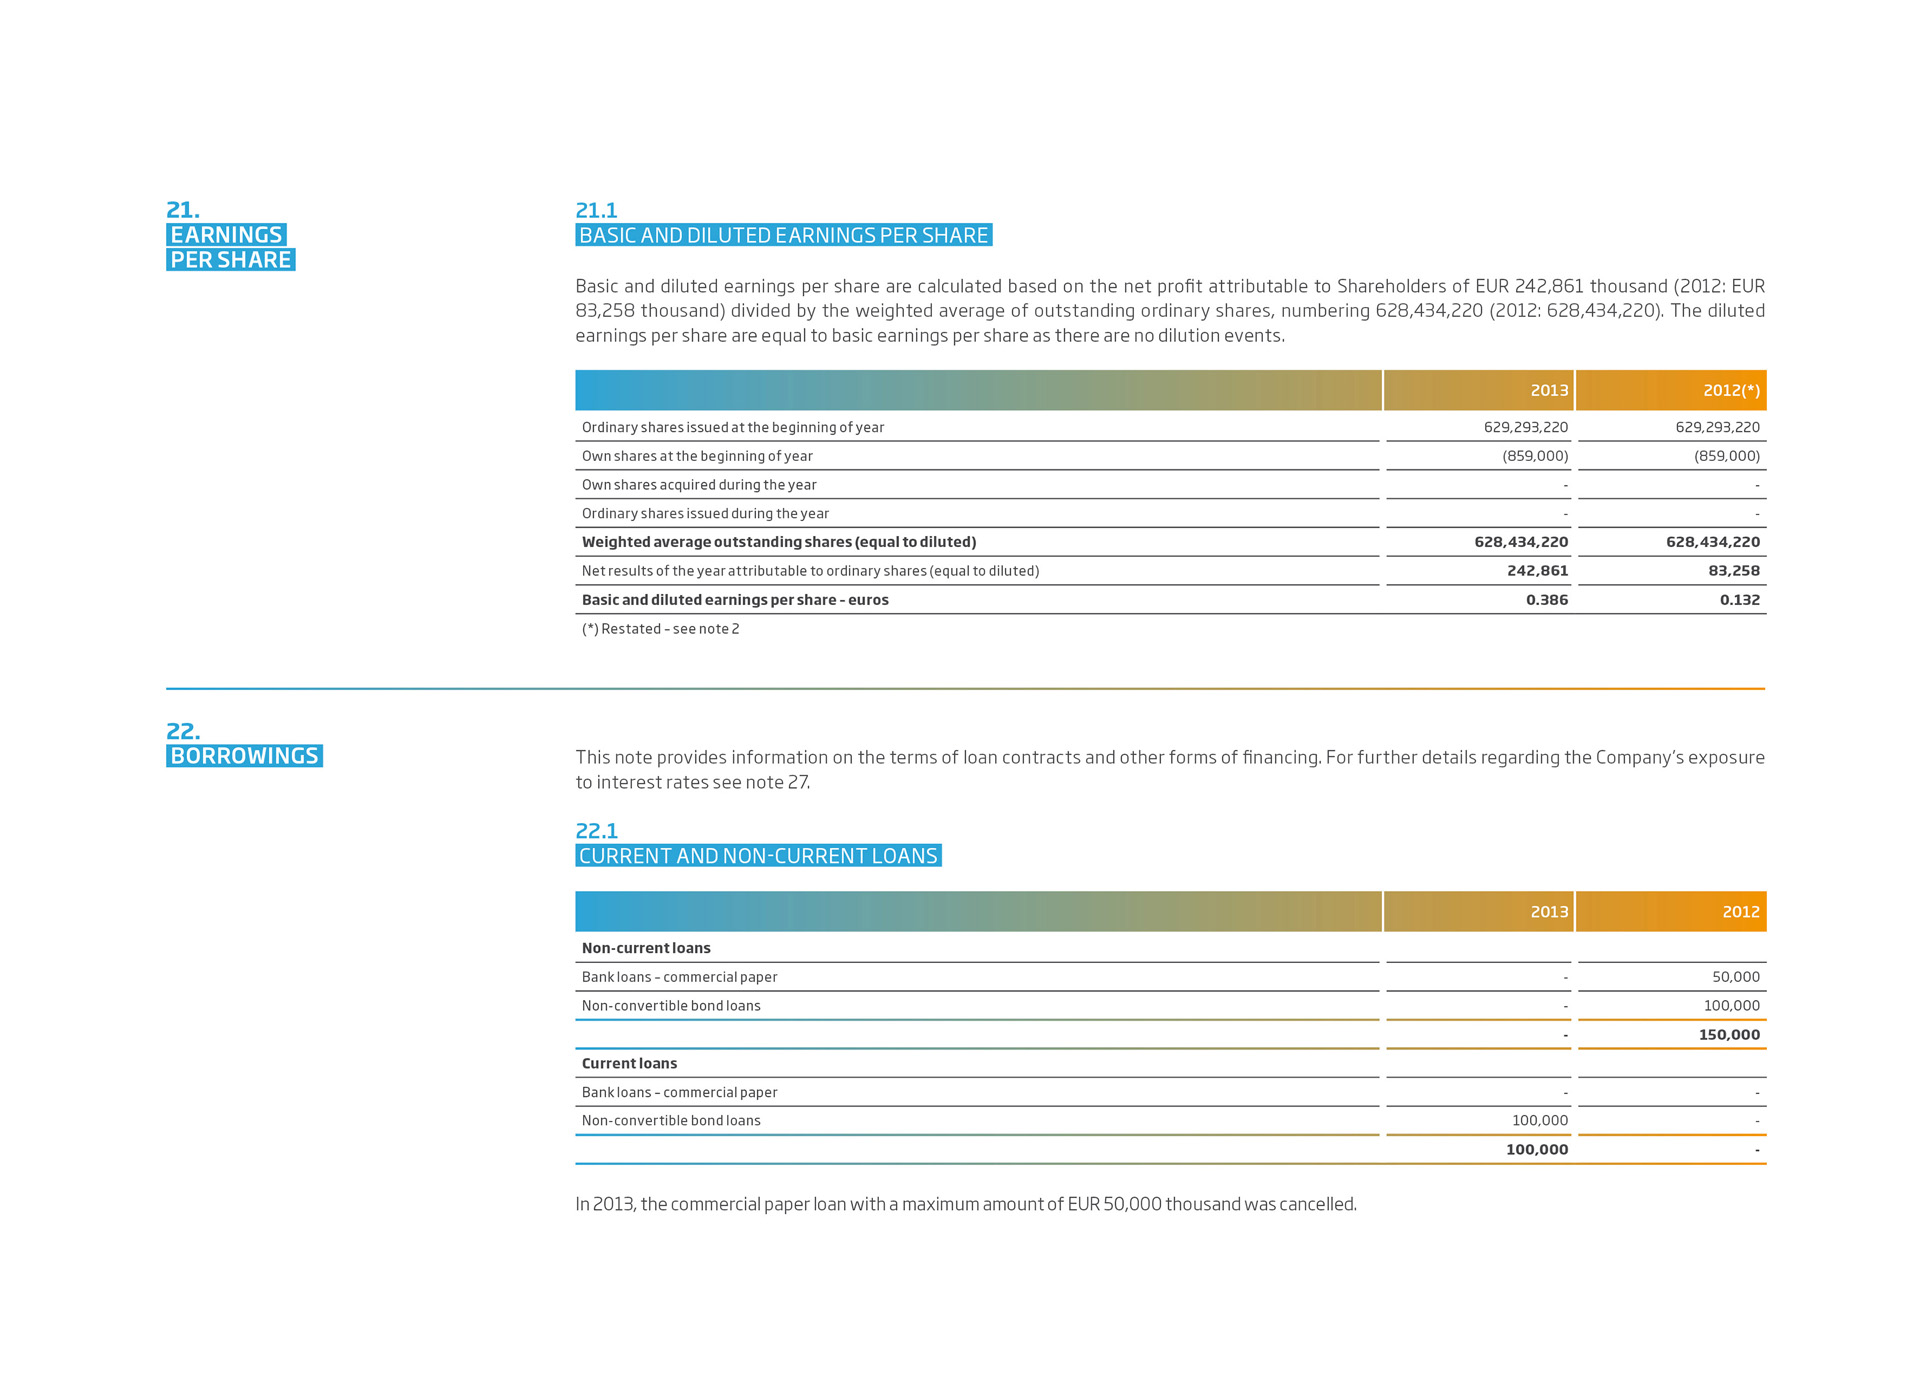 21.
EARNINGS
PER SHARE
21.1
BASIC AND DILUTED EARNINGS PER SHARE
Basic and diluted earnings per share are calculated based on the net profit attributable to Shareholders of EUR 242,861 thousand (2012: EUR
83,258 thousand) divided by the weighted average of outstanding ordinary shares, numbering 628,434,220 (2012: 628,434,220). The diluted
earnings per share are equal to basic earnings per share as there are no dilution events.
2013 2012(*)
Ordinary shares issued at the beginning of year 629,293,220 629,293,220
Own shares at the beginning of year (859,000) (859,000)
Own shares acquired during the year - -
Ordinary shares issued during the year - -
Weighted average outstanding shares (equal to diluted) 628,434,220 628,434,220
Net results of the year attributable to ordinary shares (equal to diluted) 242,861 83,258
Basic and diluted earnings per share – euros 0.386 0.132
(*) Restated – see note 2
22.
BORROWINGS
This note provides information on the terms of loan contracts and other forms of financing. For further details regarding the Company's exposure
to interest rates see note 27.
22.1
CURRENT AND NON-CURRENT LOANS
2013 2012
Non-current loans
Bank loans – commercial paper - 50,000
Non-convertible bond loans - 100,000
- 150,000
Current loans
Bank loans – commercial paper - -
Non-convertible bond loans 100,000 -
100,000 -
In 2013, the commercial paper loan with a maximum amount of EUR 50,000 thousand was cancelled.